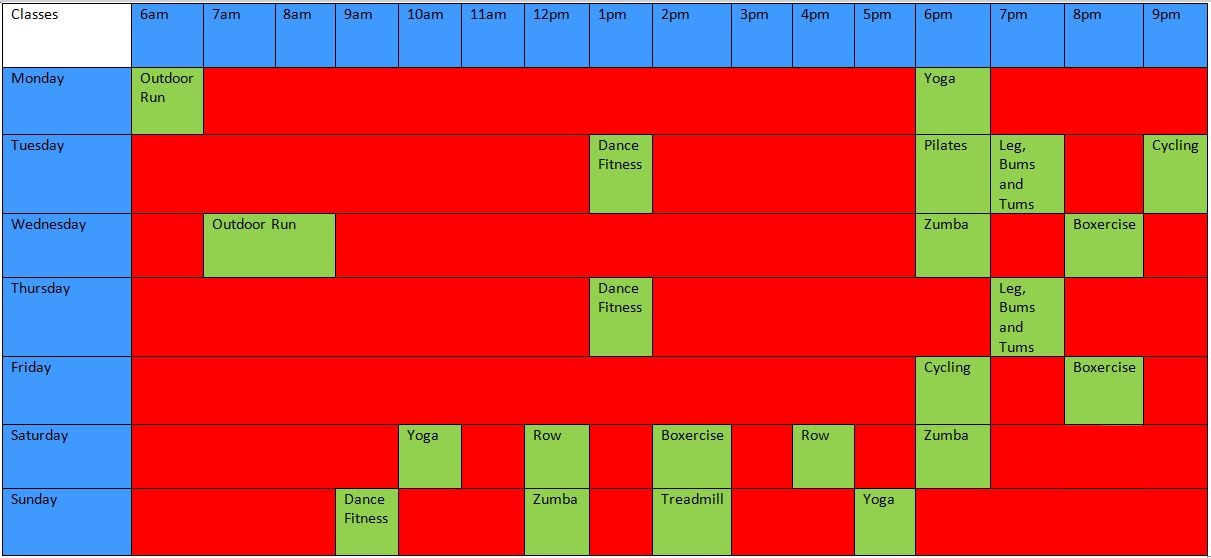 Classes 6am 7am 8am 9am 10am 11am 12pm 1pm 2pm 3pm 4pm 5pm 6pm 7pm 8pm 9pm
Monday
Outdoor
Run
Yoga
Tuesday
Dance
Fitness
Pilates
Leg,
Bums
and
Tums
Cycling
Wednesday
Outdoor Run
Zumba
Boxercise
Thursday
Dance
Fitness
Leg,
Bums
and
Tums
Friday
Cycling
Boxercise
Saturday
Yoga
Row
Boxercise
Row
Zumba
Sunday
Dance
Fitness
Zumba
Treadmill
Yoga